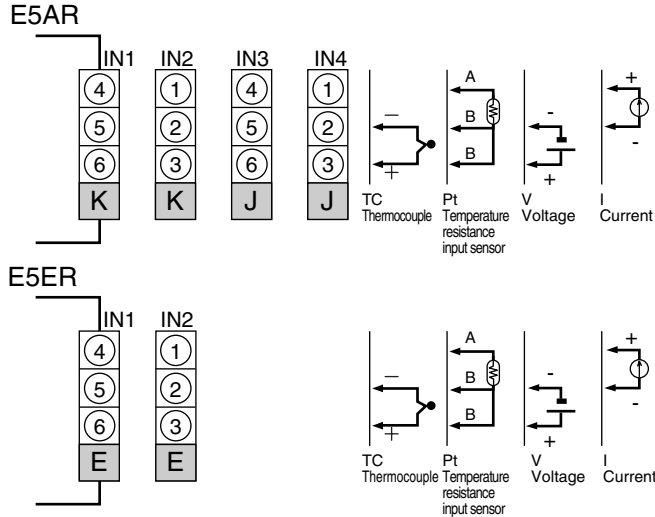 E5AR
IN1 IN2 IN3 IN4
4 1 4 1 A +
5 2 5 2 – B - -
6 3 6 3 + B +
K K J J
TC Pt V I
Thermocouple Temperature Voltage Current
resistance
input sensor
E5ER
IN1 IN2
4 1 A +
5 2 – B - -
6 3 + B +
E E
TC Pt V I
Thermocouple Temperature Voltage Current
resistance
input sensor